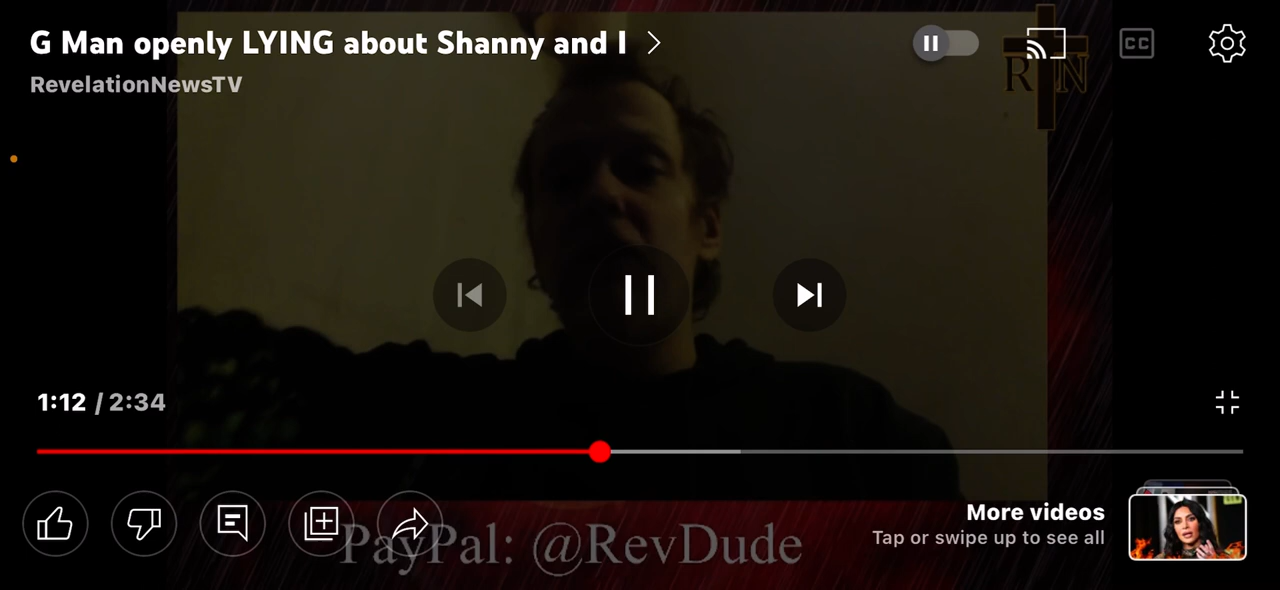 G Man openly LYING about Shanny and I
RevelationNewsTV
CC
R N
1:12 / 2:34
More videos
Tap or swipe up to see all
PayPal: @RevDude